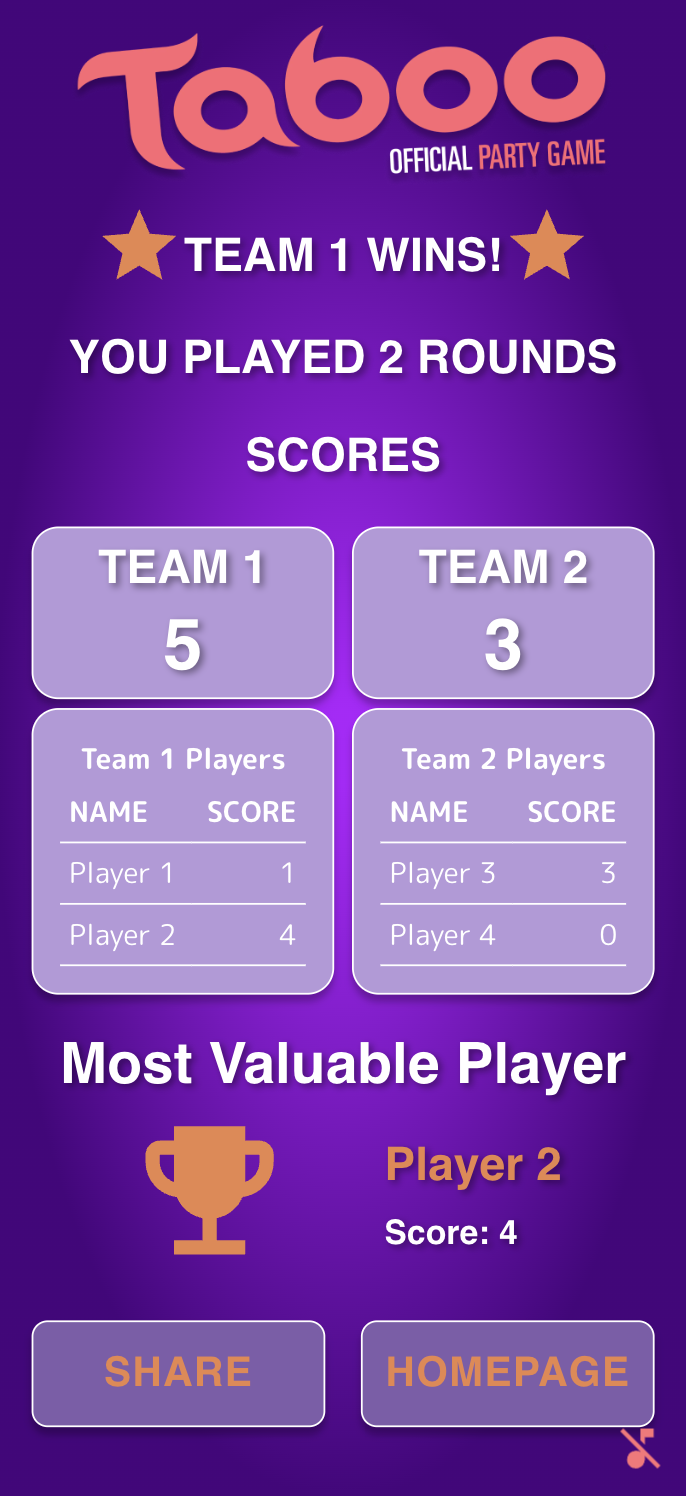 Taboo
OFFICIAL PARTY GAME
TEAM 1 WINS!
YOU PLAYED 2 ROUNDS
SCORES
TEAM 1
5
TEAM 2
3
Team 1 Players
NAME SCORE
Player 1 1
Player 2 4
Team 2 Players
NAME SCORE
Player 3 3
Player 4 0
Most Valuable Player
Player 2
Score: 4
SHARE
HOMEPAGE